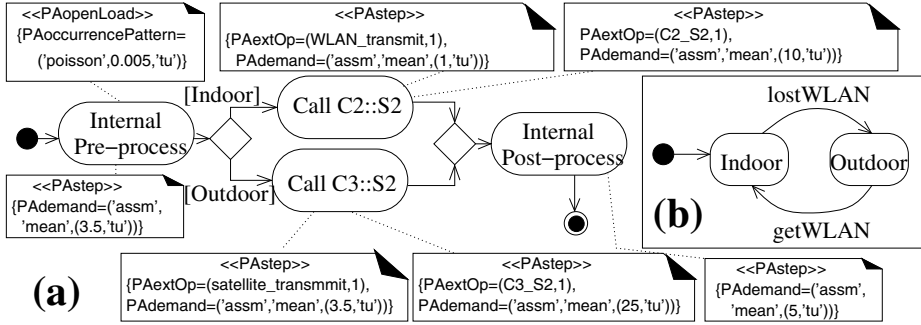 <<PAopenLoad>>
{PAoccurrencePattern=
('poisson',0.005,'tu')}
<<PAstep>>
{PAextOp=(WLAN_transmit,1),
PAdemand=('assm','mean',(1,'tu'))}
<<PAstep>>
PAextOp=(C2_S2,1),
PAdemand=('assm','mean',(10,'tu'))}
[Indoor]
Call C2::S2
Internal
Pre-process
Internal
Post-process
[Outdoor]
Call C3::S2
<<PAstep>>
{PAdemand=('assm',
'mean',(3.5,'tu'))}
lostWLAN
Indoor
Outdoor
(b)
getWLAN
(a)
<<PAstep>>
{PAextOp=(satellite_transmmit,1),
PAdemand=('assm','mean',(3.5,'tu'))}
<<PAstep>>
{PAextOp=(C3_S2,1),
PAdemand=('assm','mean',(25,'tu')}
<<PAstep>>
{PAdemand=('assm',
'mean',(5,'tu'))}